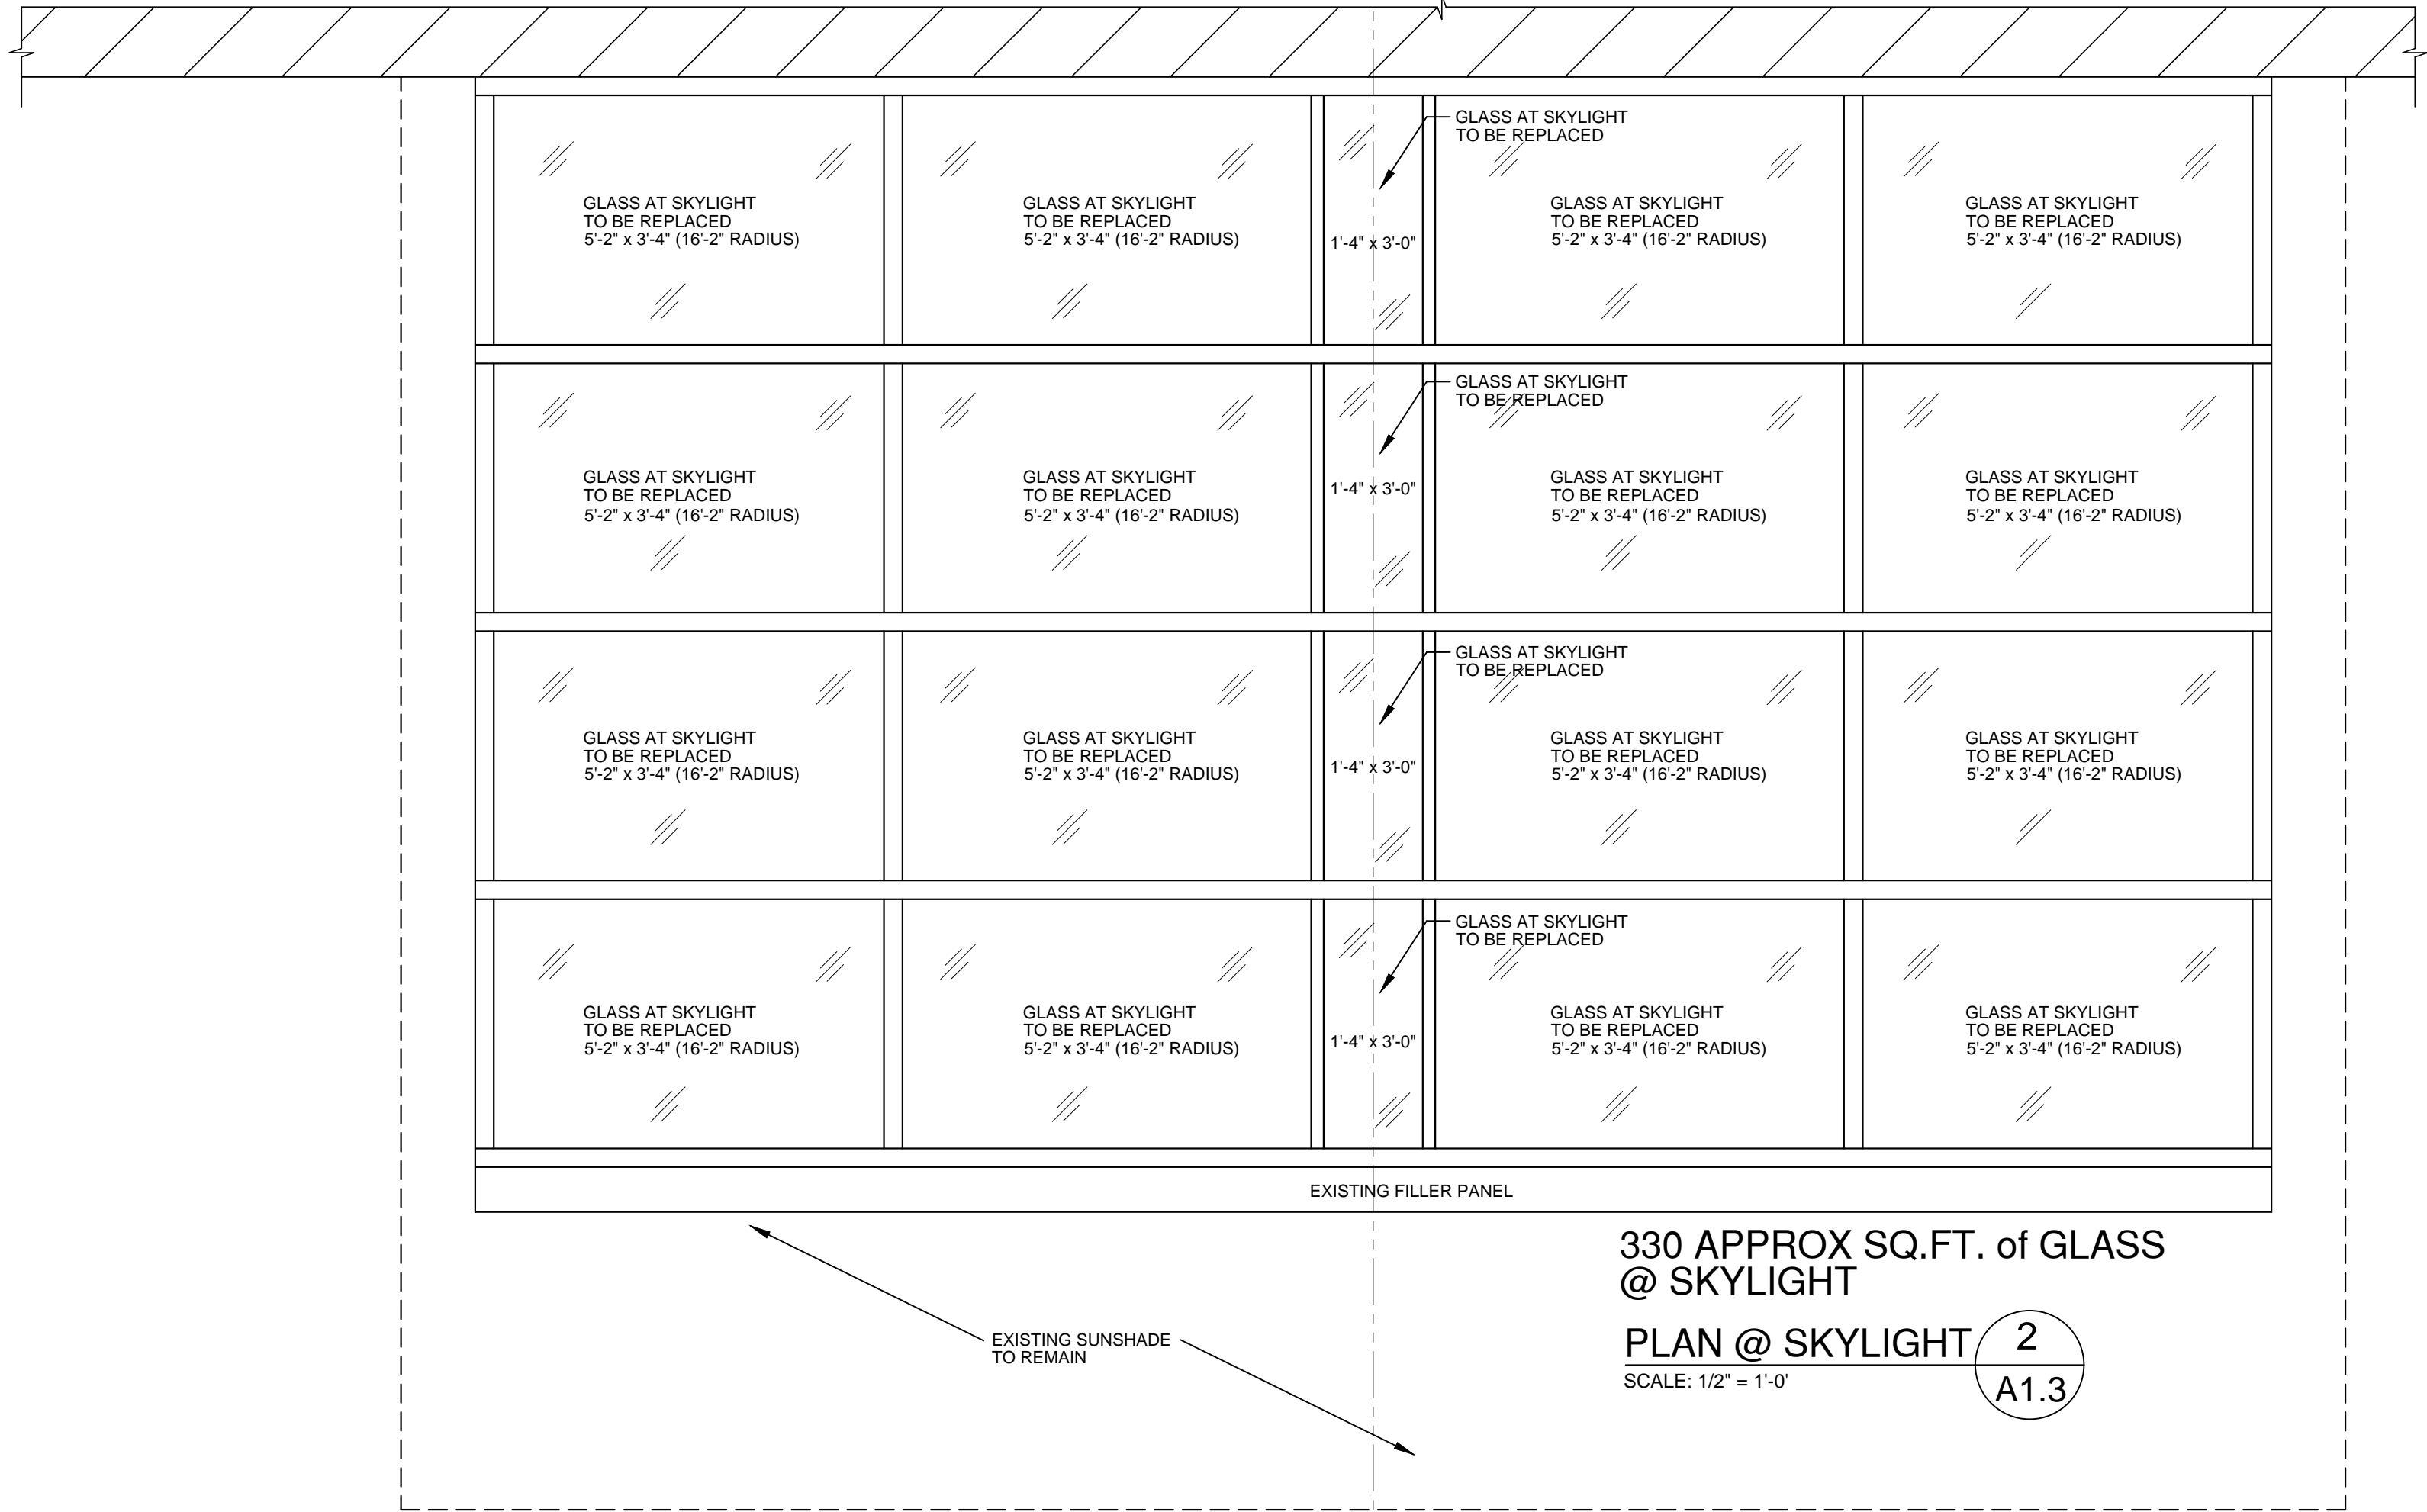 GLASS AT SKYLIGHT
TO BE REPLACED
GLASS AT SKYLIGHT
TO BE REPLACED
5'-2" x 3'-4" (16'-2" RADIUS)
GLASS AT SKYLIGHT
TO BE REPLACED
5'-2" x 3'-4" (16'-2" RADIUS)
1'-4" x 3'-0"
GLASS AT SKYLIGHT
TO BE REPLACED
5'-2" x 3'-4" (16'-2" RADIUS)
GLASS AT SKYLIGHT
TO BE REPLACED
5'-2" x 3'-4" (16'-2" RADIUS)
GLASS AT SKYLIGHT
TO BE REPLACED
GLASS AT SKYLIGHT
TO BE REPLACED
5'-2" x 3'-4" (16'-2" RADIUS)
GLASS AT SKYLIGHT
TO BE REPLACED
5'-2" x 3'-4" (16'-2" RADIUS)
1'-4" x 3'-0"
GLASS AT SKYLIGHT
TO BE REPLACED
5'-2" x 3'-4" (16'-2" RADIUS)
GLASS AT SKYLIGHT
TO BE REPLACED
5'-2" x 3'-4" (16'-2" RADIUS)
GLASS AT SKYLIGHT
TO BE REPLACED
GLASS AT SKYLIGHT
TO BE REPLACED
5'-2" x 3'-4" (16'-2" RADIUS)
GLASS AT SKYLIGHT
TO BE REPLACED
5'-2" x 3'-4" (16'-2" RADIUS)
1'-4" x 3'-0"
GLASS AT SKYLIGHT
TO BE REPLACED
5'-2" x 3'-4" (16'-2" RADIUS)
GLASS AT SKYLIGHT
TO BE REPLACED
5'-2" x 3'-4" (16'-2" RADIUS)
GLASS AT SKYLIGHT
TO BE REPLACED
GLASS AT SKYLIGHT
TO BE REPLACED
5'-2" x 3'-4" (16'-2" RADIUS)
GLASS AT SKYLIGHT
TO BE REPLACED
5'-2" x 3'-4" (16'-2" RADIUS)
1'-4" x 3'-0"
GLASS AT SKYLIGHT
TO BE REPLACED
5'-2" x 3'-4" (16'-2" RADIUS)
GLASS AT SKYLIGHT
TO BE REPLACED
5'-2" x 3'-4" (16'-2" RADIUS)
EXISTING FILLER PANEL
330 APPROX SQ.FT. of GLASS
@ SKYLIGHT
EXISTING SUNSHADE
TO REMAIN
PLAN @ SKYLIGHT
SCALE: 1/2" = 1'-0'
2
A1.3